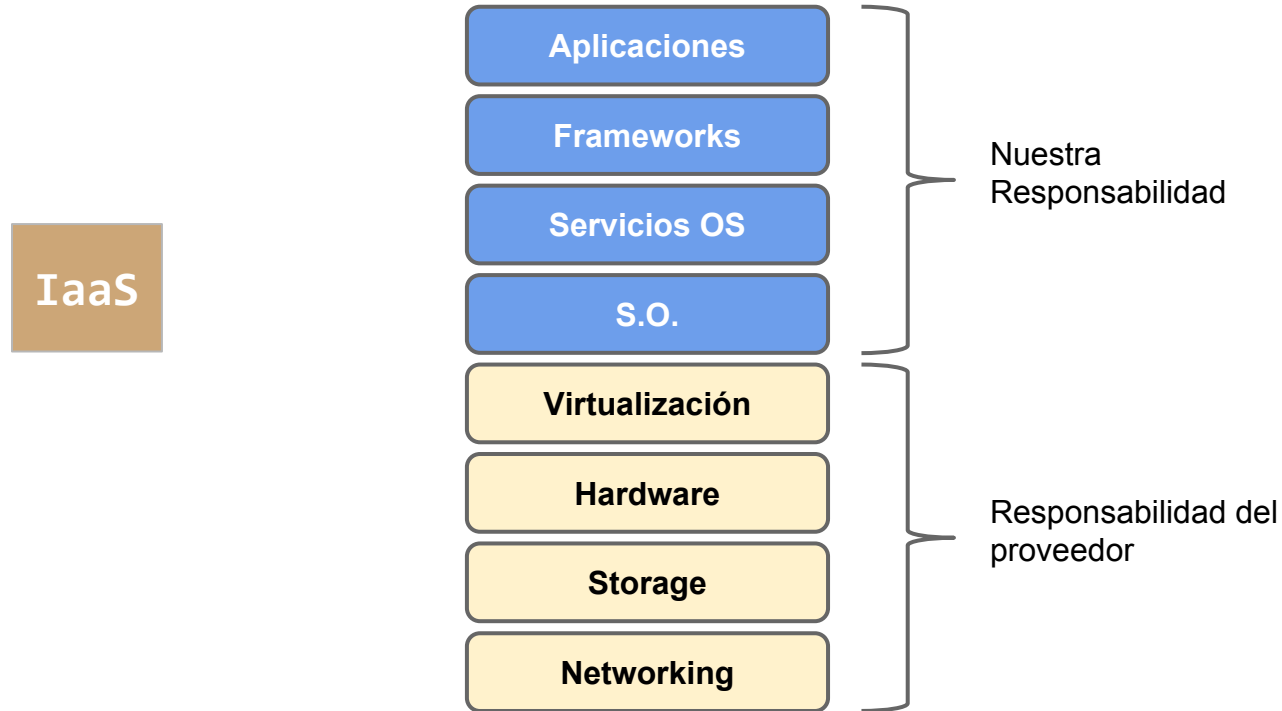 Aplicaciones
Frameworks
Servicios OS
S.O.
Nuestra
Responsabilidad
IaaS
Virtualización
Hardware
Storage
Networking
Responsabilidad del
proveedor